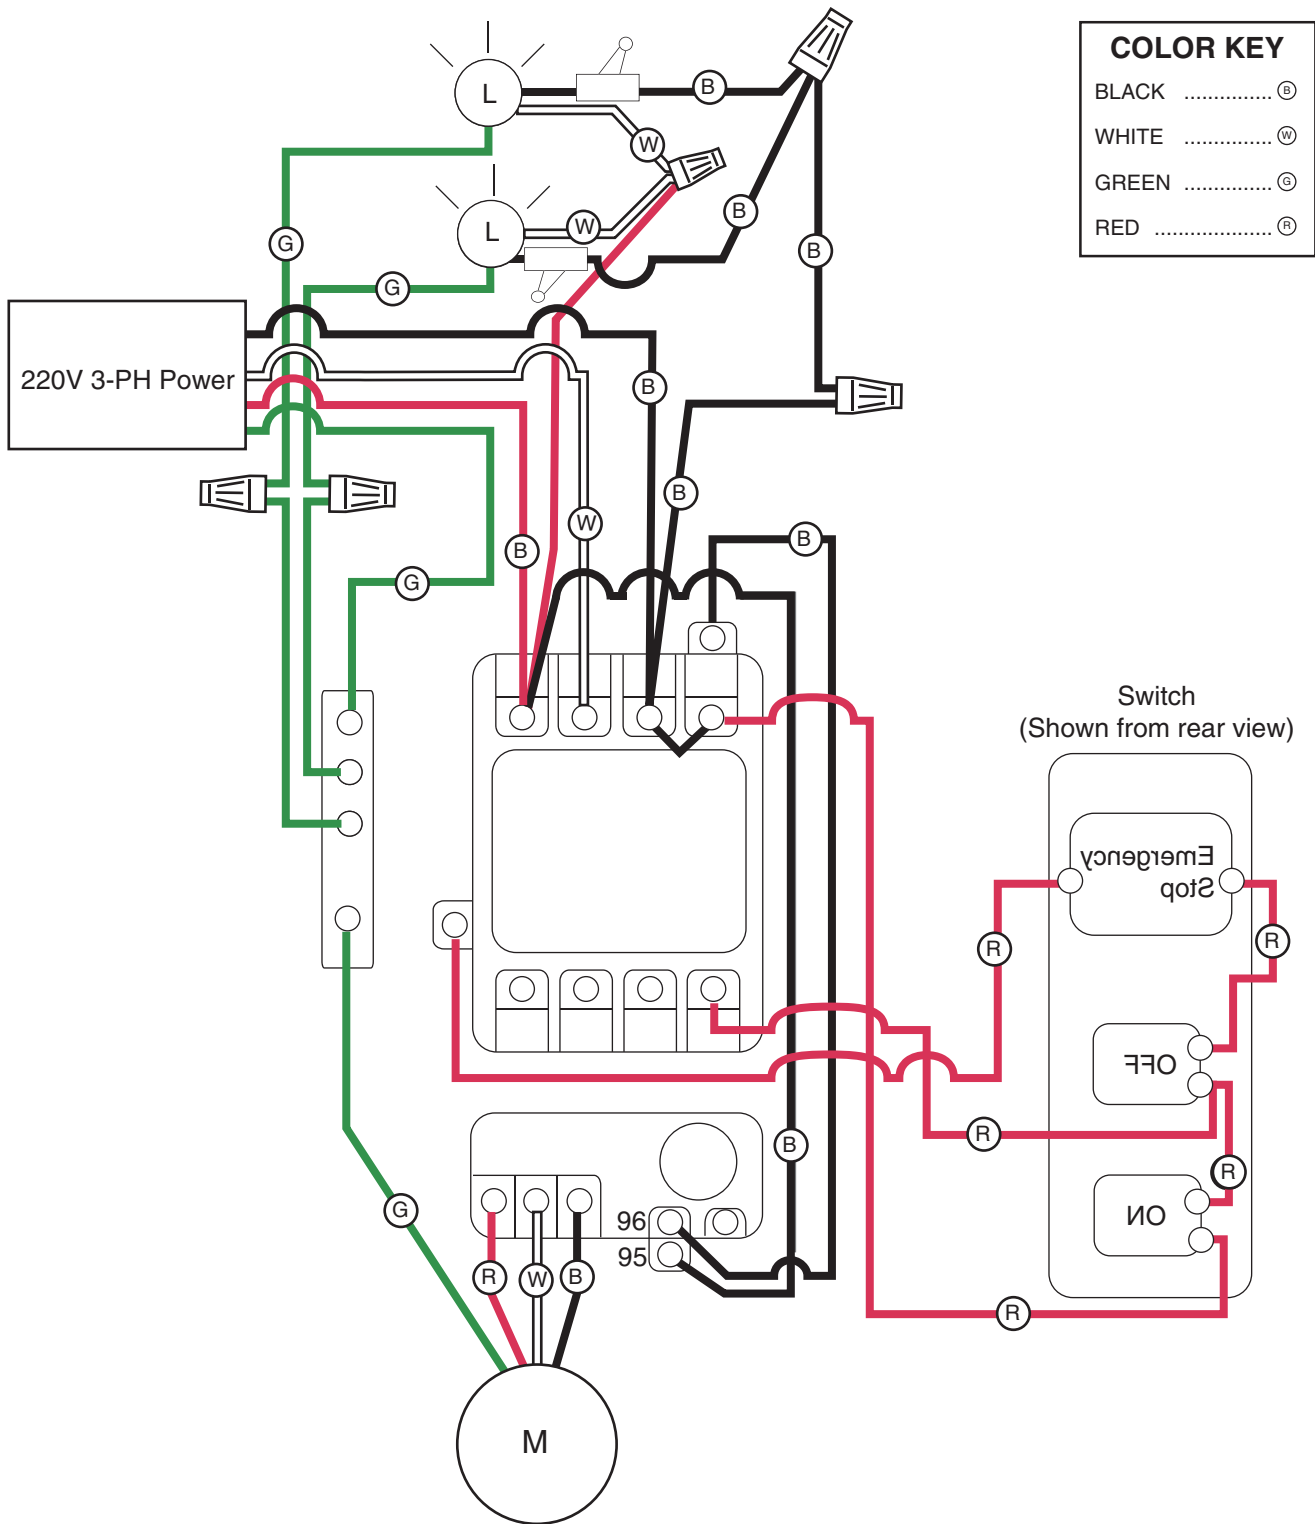 COLOR KEY
BLACK ............... B
WHITE ............... W
GREEN ............... G
RED .................... R
L
B
W
L
W
B
B
G
G
220V 3-PH Power
B
B
W
B
B
G
Switch
(Shown from rear view)
Emergency
Stop
R
R
OFF
R
B
R
ON
G
96
95
R
W
B
R
M